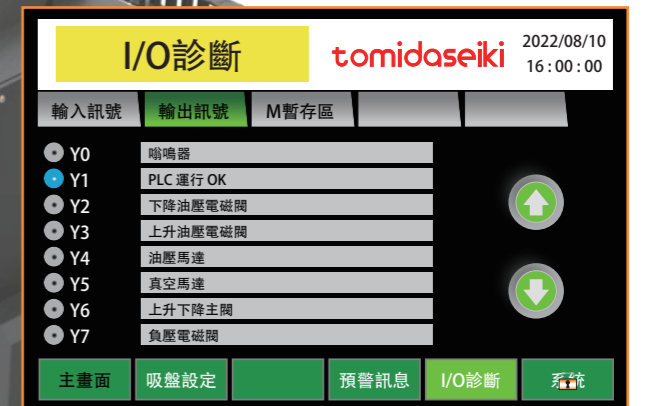 I/O診斷
tomidaseiki
2022/08/10
16:00:00
輸入訊號 輸出訊號 M暫存區
Y0 嗡鳴器
Y1 PLC 運行 OK
Y2 下降油壓電磁閥
Y3 上升油壓電磁閥
Y4 油壓馬達
Y5 真空馬達
Y6 上升下降主閥
Y7 負壓電磁閥
主畫面 吸盤設定 預警訊息 I/O診斷 系統